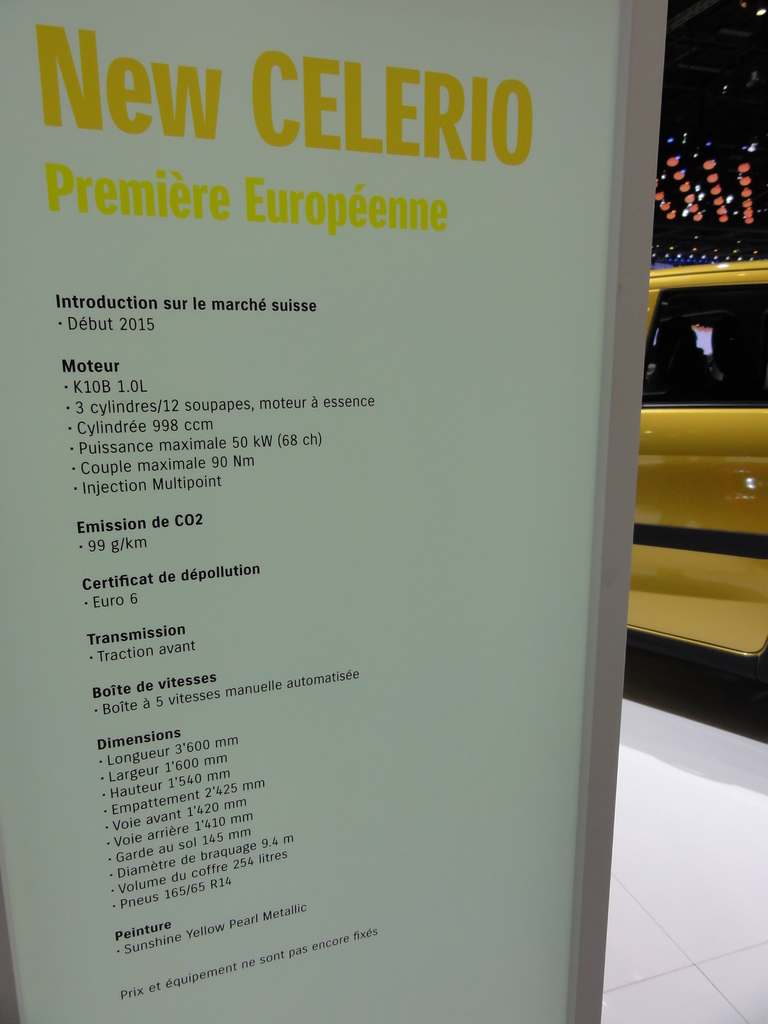 New CELERIO
Première Européenne
Introduction sur le marché suisse
· Début 2015
Moteur
· K10B 1.0L
· 3 cylindres/12 soupapes, moteur à essence
· Cylindrée 998 ccm
· Puissance maximale 50 kW (68 ch)
· Couple maximale 90 Nm
· Injection Multipoint
Emission de CO2
· 99 g/km
Certificat de dépollution
· Euro 6
Transmission
· Traction avant
Boîte de vitesses
· Boîte à 5 vitesses manuelle automatisée
Dimensions
· Longueur 3'600 mm
· Largeur 1'600 mm
· Hauteur 1'540 mm
· Empattement 2'425 mm
· Voie avant 1'420 mm
· Voie arrière 1'410 mm
· Garde au sol 145 mm
· Diamètre de braquage 9.4 m
· Volume du coffre 254 litres
· Pneus 165/65 R14
Peinture
· Sunshine Yellow Pearl Metallic
Prix et équipement ne sont pas encore fixés